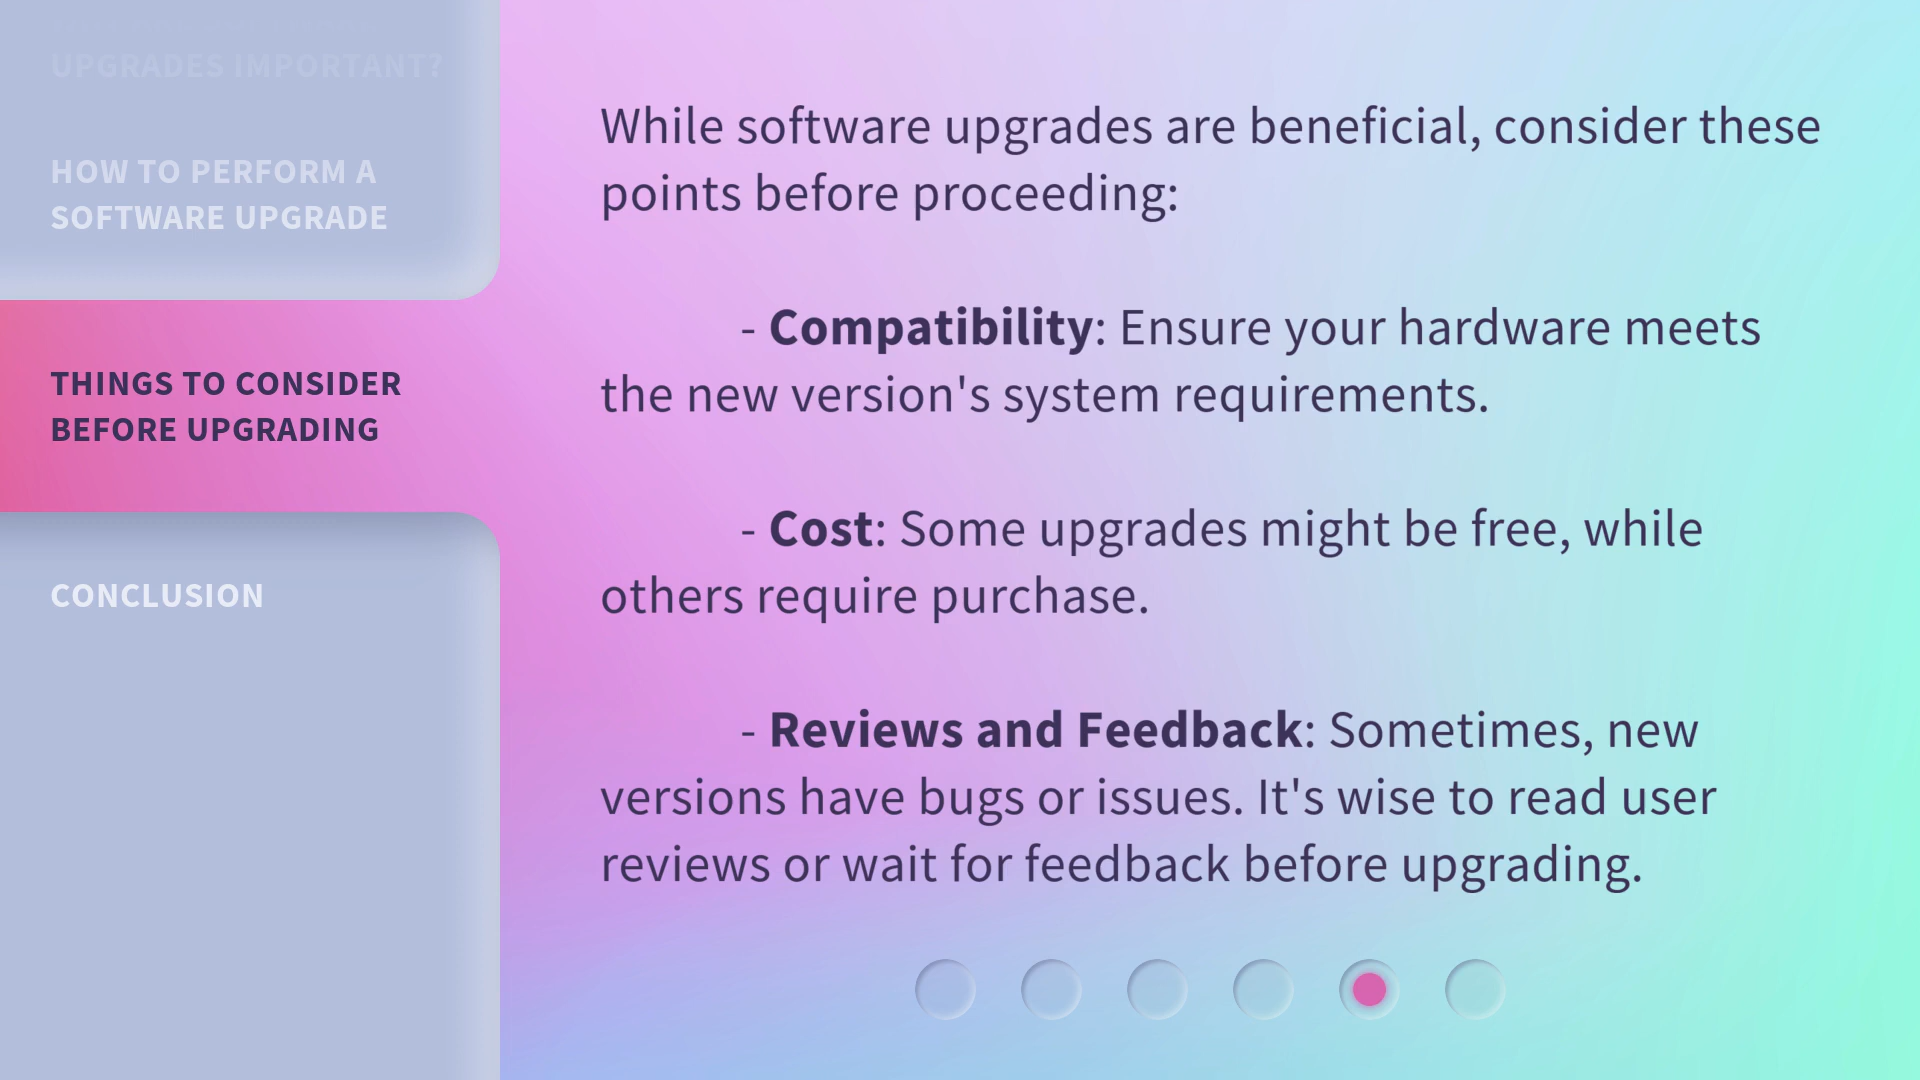 UPGRADES IMPORTANT?
HOW TO PERFORM A
SOFTWARE UPGRADE
THINGS TO CONSIDER
BEFORE UPGRADING
CONCLUSION
While software upgrades are beneficial, consider these
points before proceeding:
- Compatibility: Ensure your hardware meets
the new version's system requirements.
- Cost: Some upgrades might be free, while
others require purchase.
- Reviews and Feedback: Sometimes, new
versions have bugs or issues. It's wise to read user
reviews or wait for feedback before upgrading.